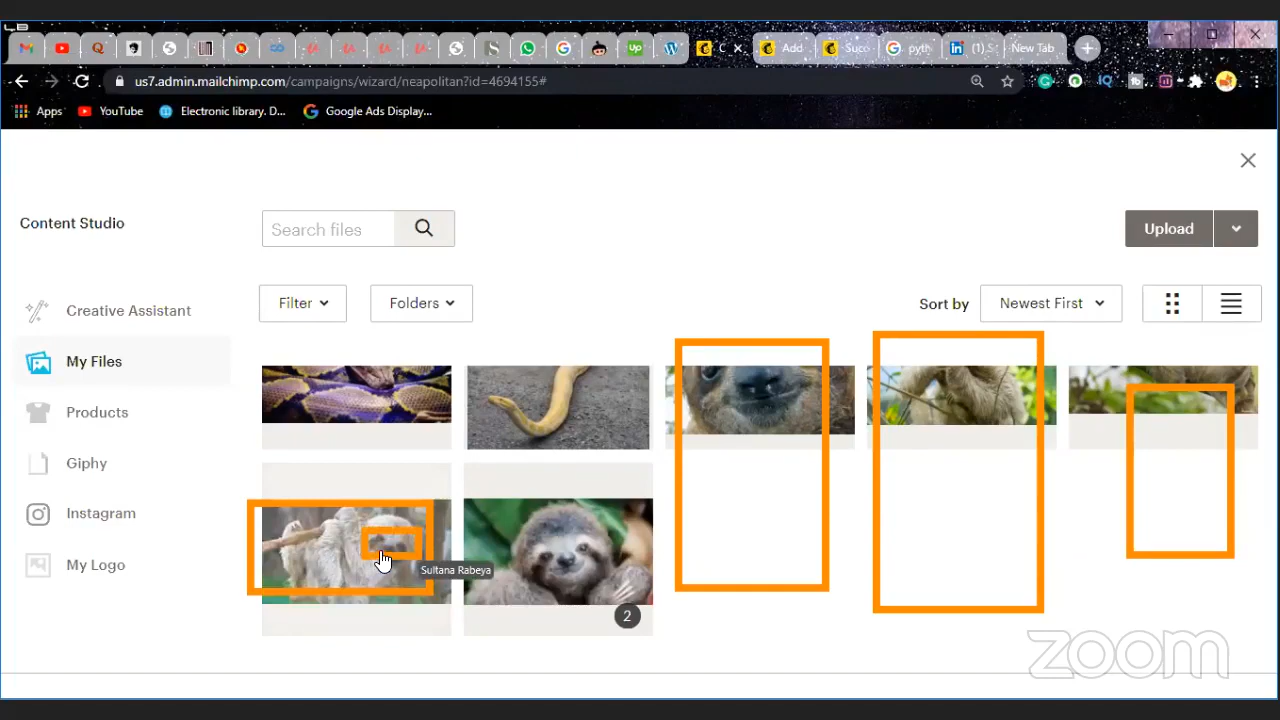 C
Add
Succ
pyth
(1) S
New Tab
us7.admin.mailchimp.com/campaigns/wizard/neapolitan?id=4694155#
Apps
YouTube
Electronic library. D...
Google Ads Display...
Content Studio
Search files
Upload
Creative Assistant
Filter
Folders
Sort by
Newest First
My Files
Products
Giphy
Instagram
My Logo
Sultana Rabeya
2
zoom